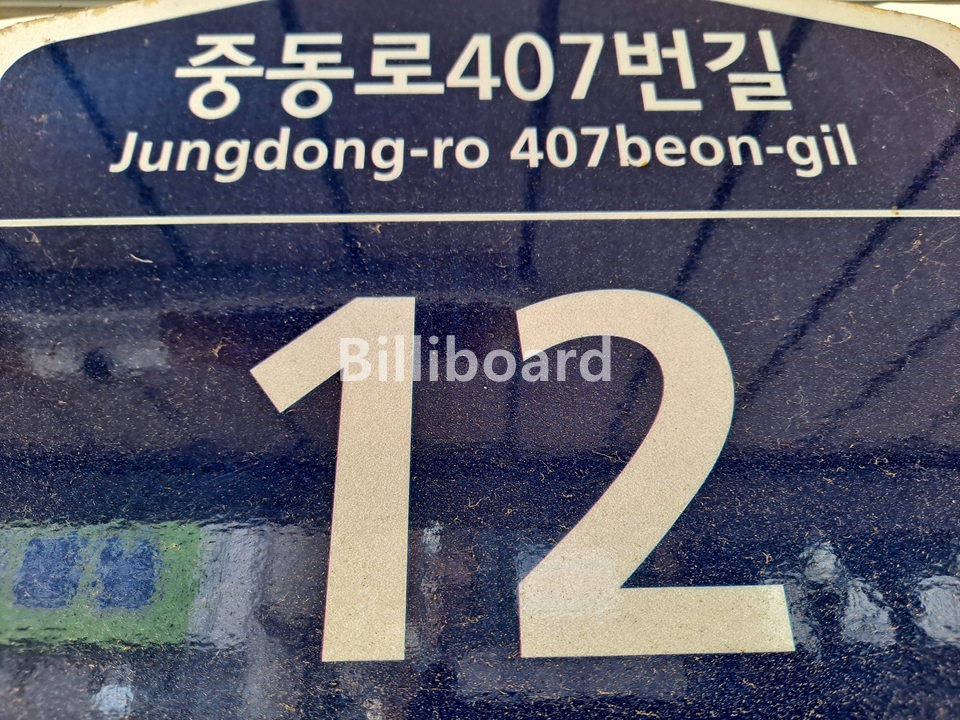 중동로407번길
Jungdong-ro 407beon-gil
12
Billiboard